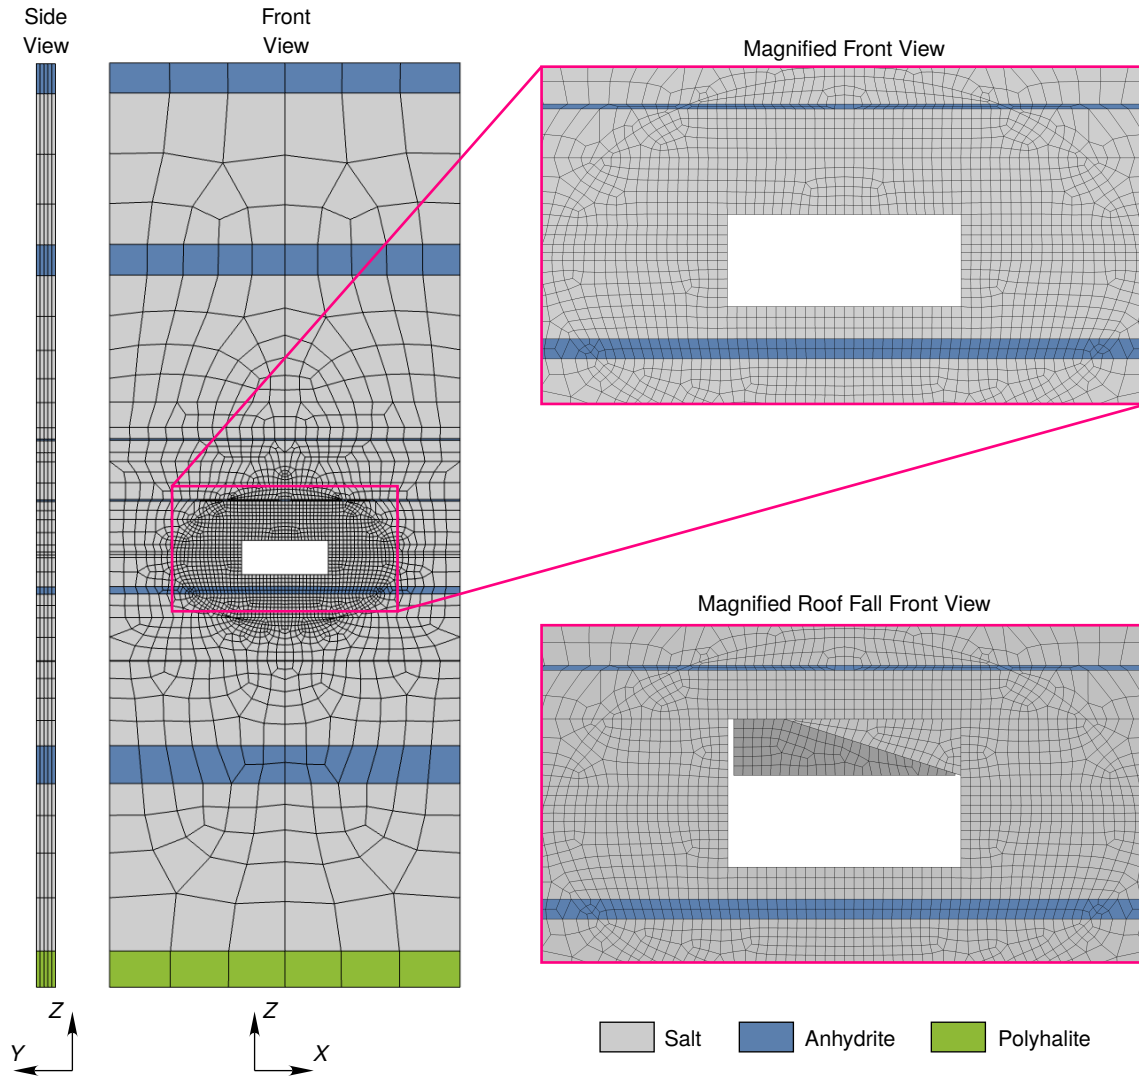 Side
View
Front
View
Magnified Front View
Magnified Roof Fall Front View
Z
Y
Z
X
Salt
Anhydrite
Polyhalite